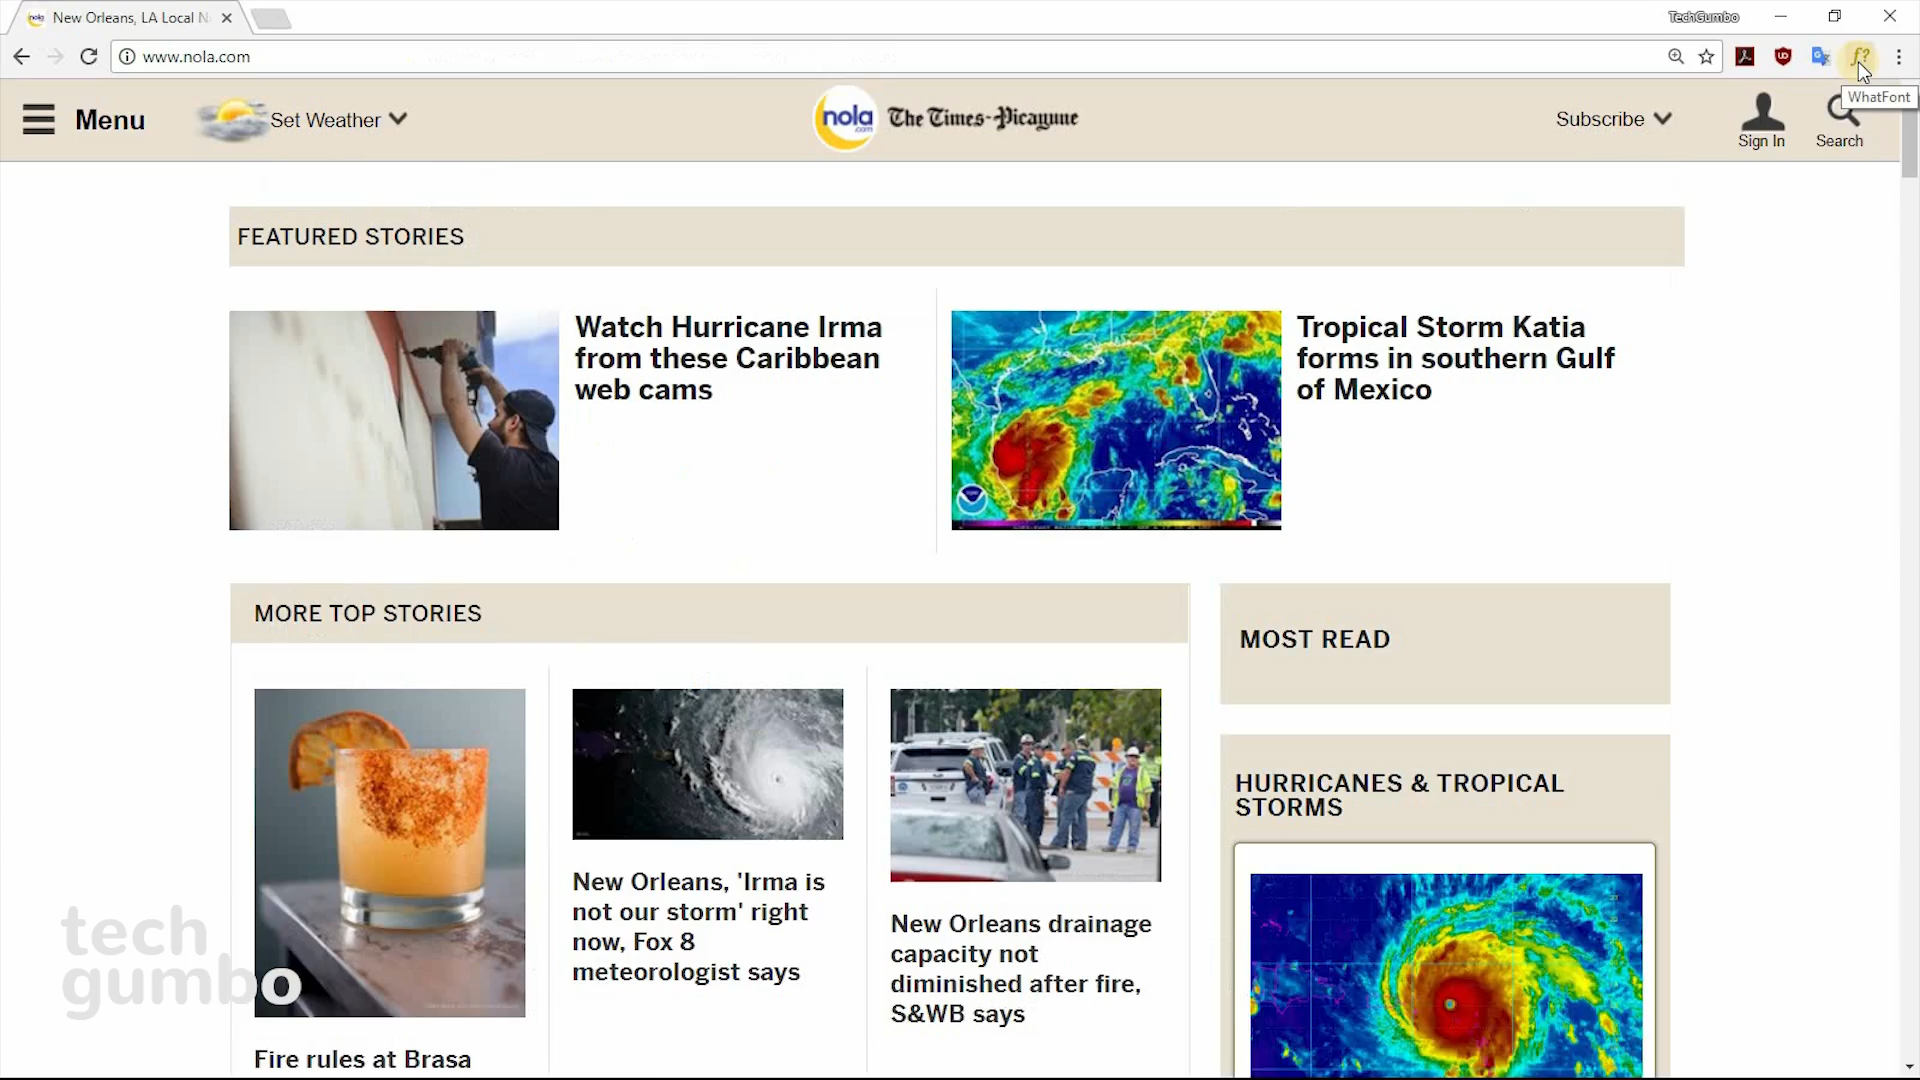 New Orleans, LA Local N
TechGumbo
www.nola.com
f?
WhatFont
Menu
Set Weather
nola
.com
The Times-Picayune
Subscribe
Sign In
Search
FEATURED STORIES
Watch Hurricane Irma
from these Caribbean
web cams
Tropical Storm Katia
forms in southern Gulf
of Mexico
MORE TOP STORIES
MOST READ
HURRICANES & TROPICAL
STORMS
New Orleans, 'Irma is
not our storm' right
now, Fox 8
meteorologist says
New Orleans drainage
capacity not
diminished after fire,
S&WB says
Fire rules at Brasa
tech
gumbo